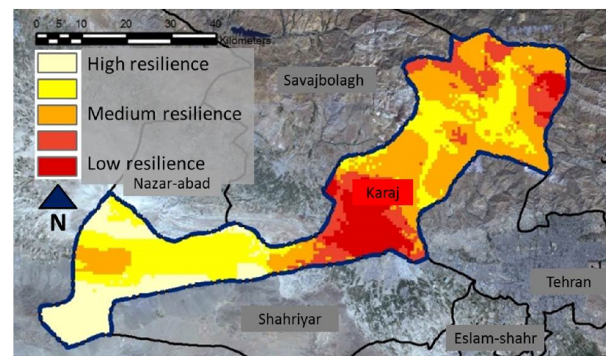 0 5 10 20 30 40
Kilometers
High resilience
Medium resilience
Low resilience
N
Savajbolagh
Nazar-abad
Karaj
Tehran
Shahriyar
Eslam-shahr